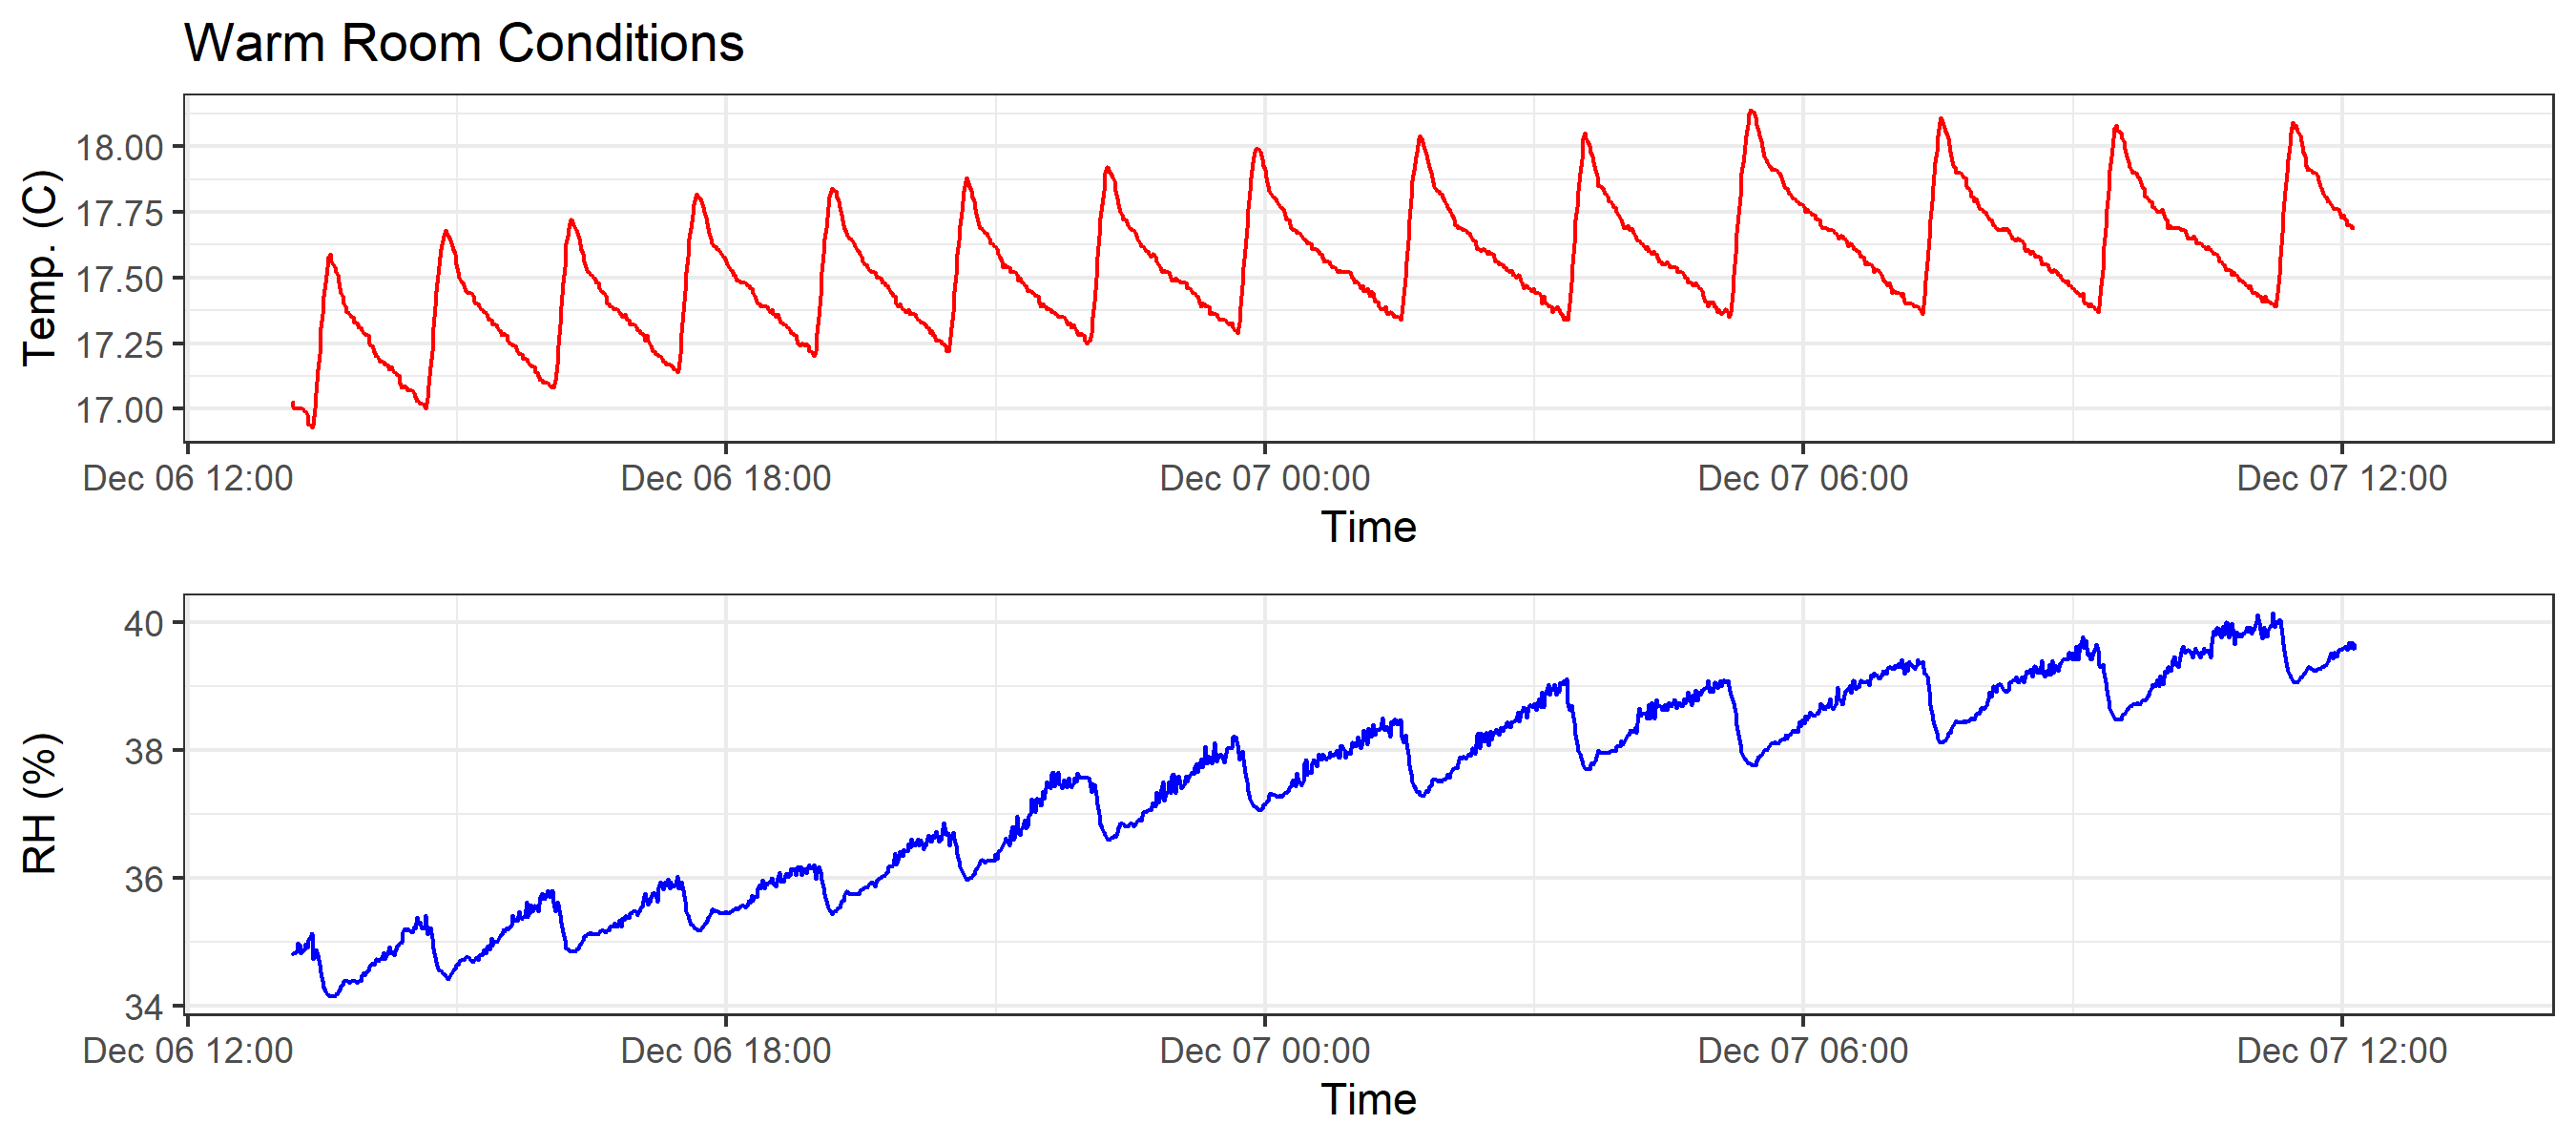 Warm Room Conditions
Temp. (C)
18.00
17.75
17.50
17.25
17.00
Dec 06 12:00 Dec 06 18:00 Dec 07 00:00 Dec 07 06:00 Dec 07 12:00
Time
RH (%)
40
38
36
34
Dec 06 12:00 Dec 06 18:00 Dec 07 00:00 Dec 07 06:00 Dec 07 12:00
Time